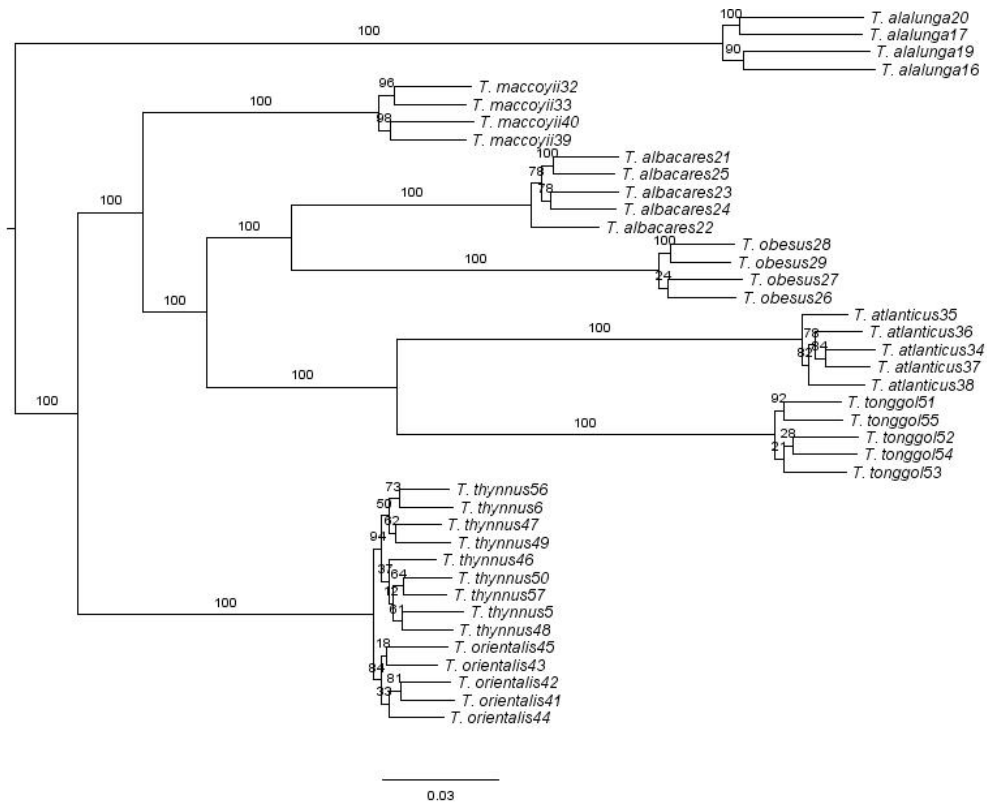 100
T. alalunga20
100
T. alalunga17
90
T. alalunga19
T. alalunga16
96
T. maccoyii32
100
T. maccoyii33
98
T. maccoyii40
T. maccoyii39
100
T. albacares21
78
T. albacares25
100
78
T. albacares23
T. albacares24
100
T. albacares22
100
T. obesus28
100
T. obesus29
24
T. obesus27
100
T. obesus26
T. atlanticus35
100
78
T. atlanticus36
82
84
T. atlanticus34
T. atlanticus37
100
T. atlanticus38
100
92
T. tonggol51
100
T. tonggol55
28
T. tonggol52
21
T. tonggol54
T. tonggol53
73
T. thynnus56
50
T. thynnus6
62
T. thynnus47
94
T. thynnus49
37
T. thynnus46
64
T. thynnus50
12
T. thynnus57
100
61
T. thynnus5
T. thynnus48
18
T. orientalis45
84
T. orientalis43
81
T. orientalis42
33
T. orientalis41
T. orientalis44
0.03